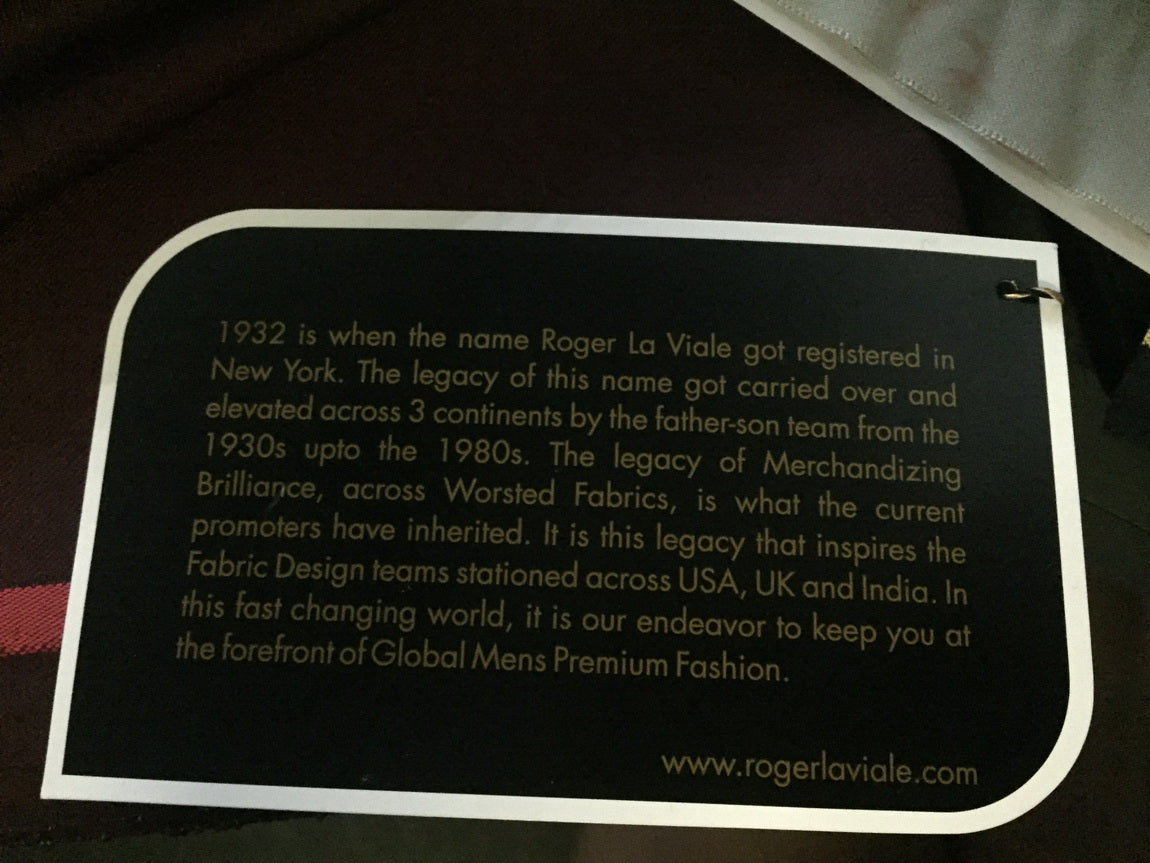 1932 is when the name Roger La Viale got registered in
New York. The legacy of this name got carried over and
elevated across 3 continents by the father-son team from the
1930s upto the 1980s. The legacy of Merchandizing
Brilliance, across Worsted Fabrics, is what the current
promoters have inherited. It is this legacy that inspires the
Fabric Design teams stationed across USA, UK and India. In
this fast changing world, it is our endeavor to keep you at
the forefront of Global Mens Premium Fashion.
www.rogerlaviale.com